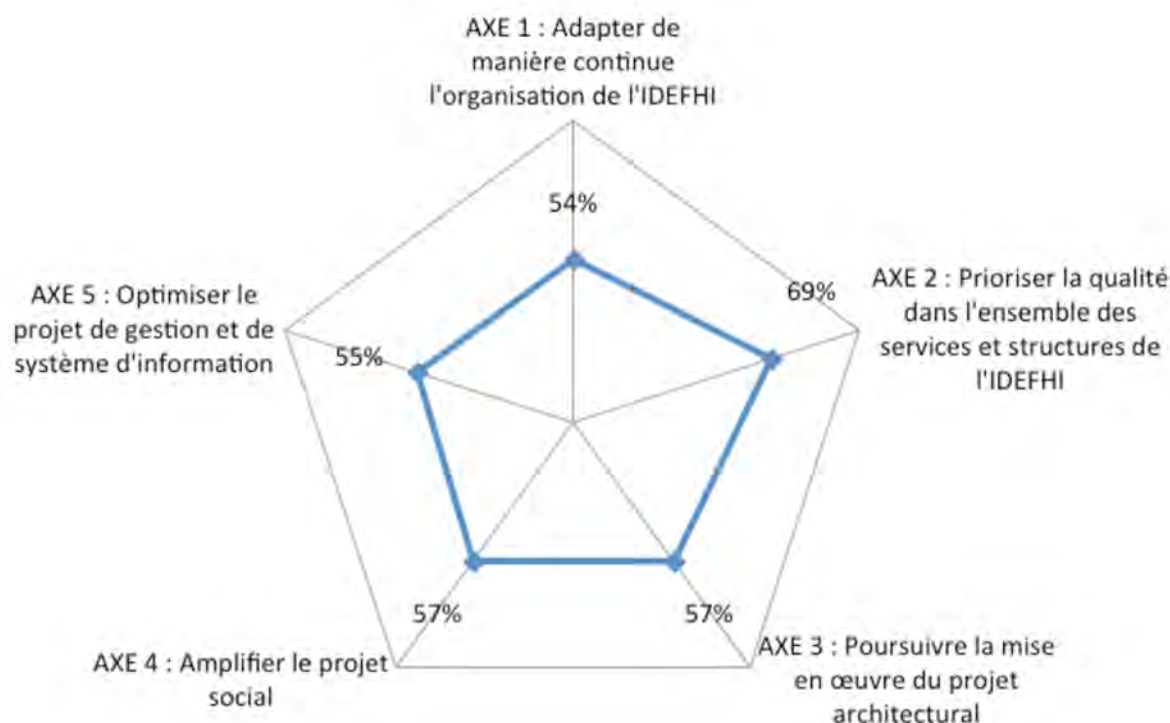 AXE 1 : Adapter de
manière continue
l'organisation de l'IDEFHI
54%
69%
AXE 2 : Prioriser la qualité
dans l'ensemble des
services et structures de
l'IDEFHI
AXE 5 : Optimiser le
projet de gestion et de
système d'information
55%
57%
57%
AXE 4 : Amplifier le projet
social
AXE 3 : Poursuivre la mise
en œuvre du projet
architectural